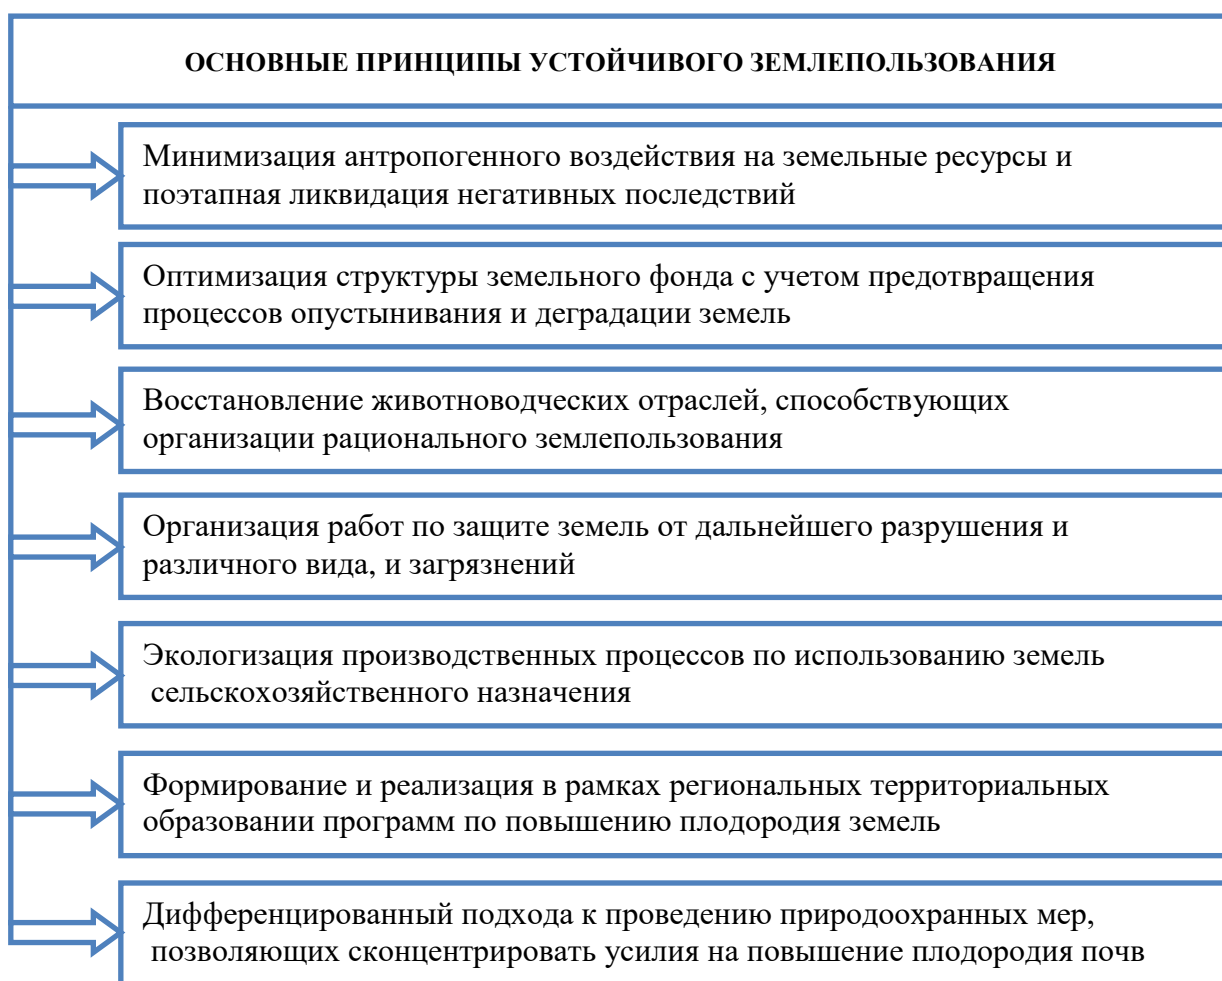 ОСНОВНЫЕ ПРИНЦИПЫ УСТОЙЧИВОГО ЗЕМЛЕПОЛЬЗОВАНИЯ
Минимизация антропогенного воздействия на земельные ресурсы и
поэтапная ликвидация негативных последствий
Оптимизация структуры земельного фонда с учетом предотвращения
процессов опустынивания и деградации земель
Восстановление животноводческих отраслей, способствующих
организации рационального землепользования
Организация работ по защите земель от дальнейшего разрушения и
различного вида, и загрязнений
Экологизация производственных процессов по использованию земель
сельскохозяйственного назначения
Формирование и реализация в рамках региональных территориальных
образовании программ по повышению плодородия земель
Дифференцированный подхода к проведению природоохранных мер,
позволяющих сконцентрировать усилия на повышение плодородия почв